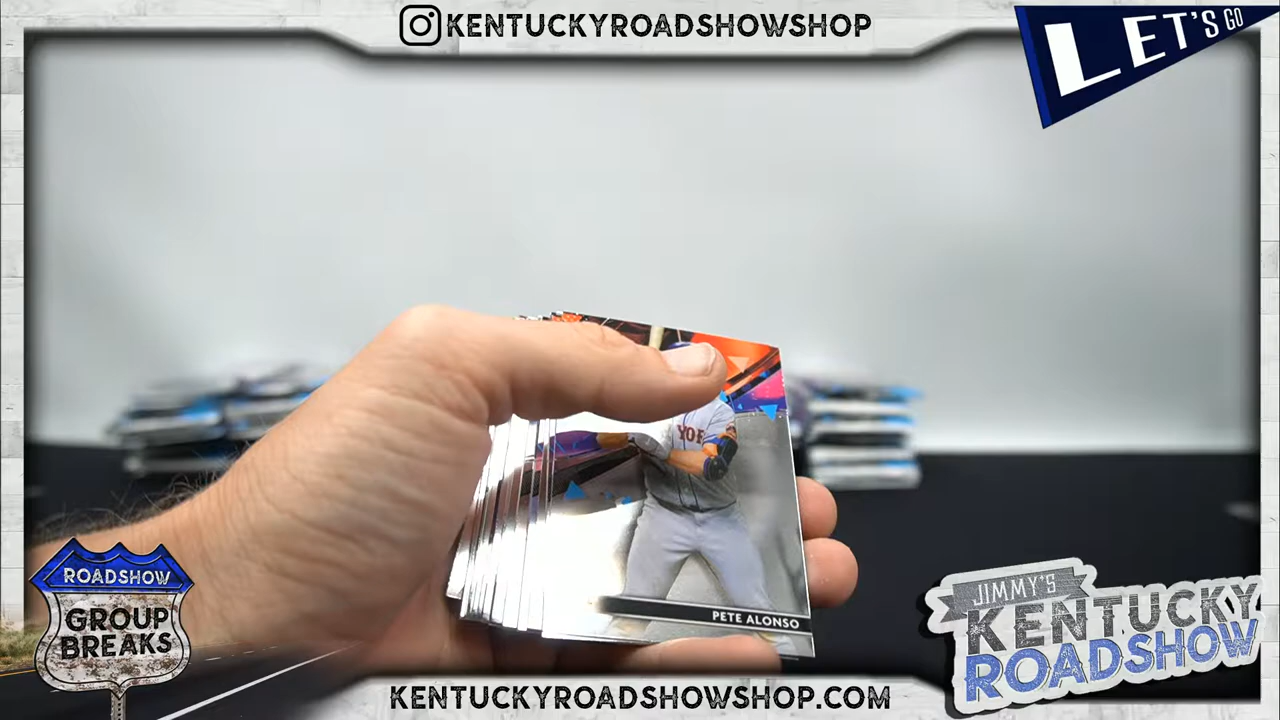 KENTUCKYROADSHOWSHOP
LET'S GO
YOR
PETE ALONSO
ROADSHOW
GROUP
BREAKS
JIMMY'S
KENTUCKY
ROADSHOW
KENTUCKYROADSHOWSHOP.COM